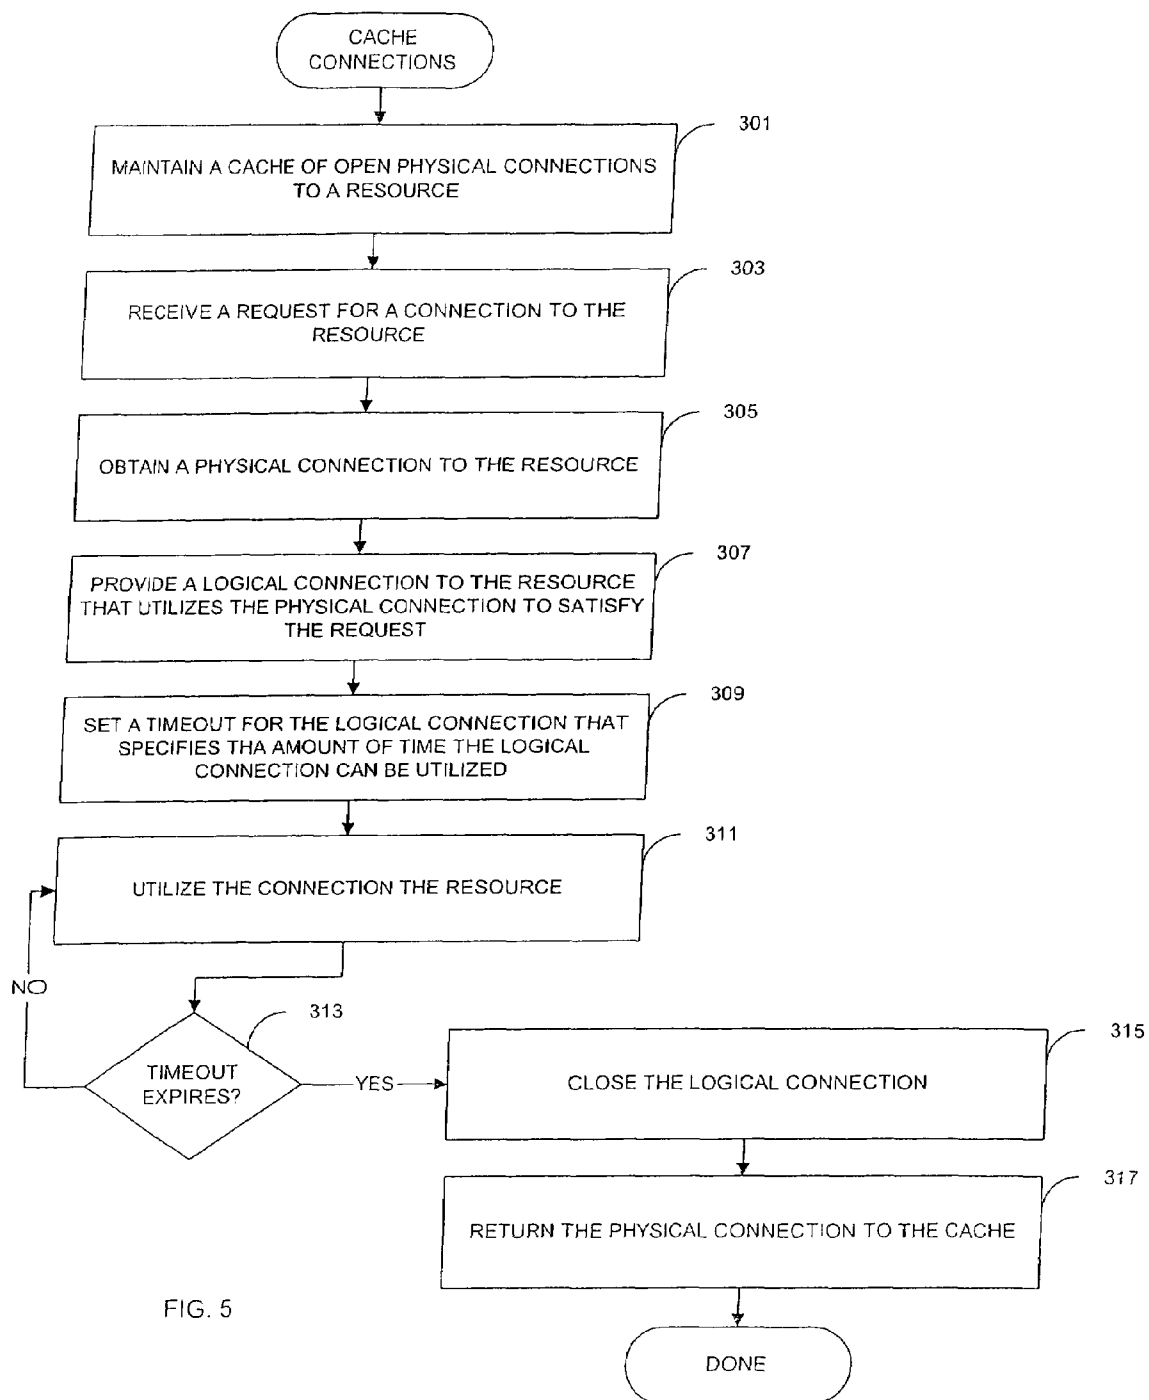 CACHE
CONNECTIONS
301
MAINTAIN A CACHE OF OPEN PHYSICAL CONNECTIONS
TO A RESOURCE
303
RECEIVE A REQUEST FOR A CONNECTION TO THE
RESOURCE
305
OBTAIN A PHYSICAL CONNECTION TO THE RESOURCE
307
PROVIDE A LOGICAL CONNECTION TO THE RESOURCE
THAT UTILIZES THE PHYSICAL CONNECTION TO SATISFY
THE REQUEST
309
SET A TIMEOUT FOR THE LOGICAL CONNECTION THAT
SPECIFIES THA AMOUNT OF TIME THE LOGICAL
CONNECTION CAN BE UTILIZED
311
UTILIZE THE CONNECTION THE RESOURCE
NO
313
TIMEOUT
EXPIRES?
YES
315
CLOSE THE LOGICAL CONNECTION
317
RETURN THE PHYSICAL CONNECTION TO THE CACHE
FIG. 5
DONE